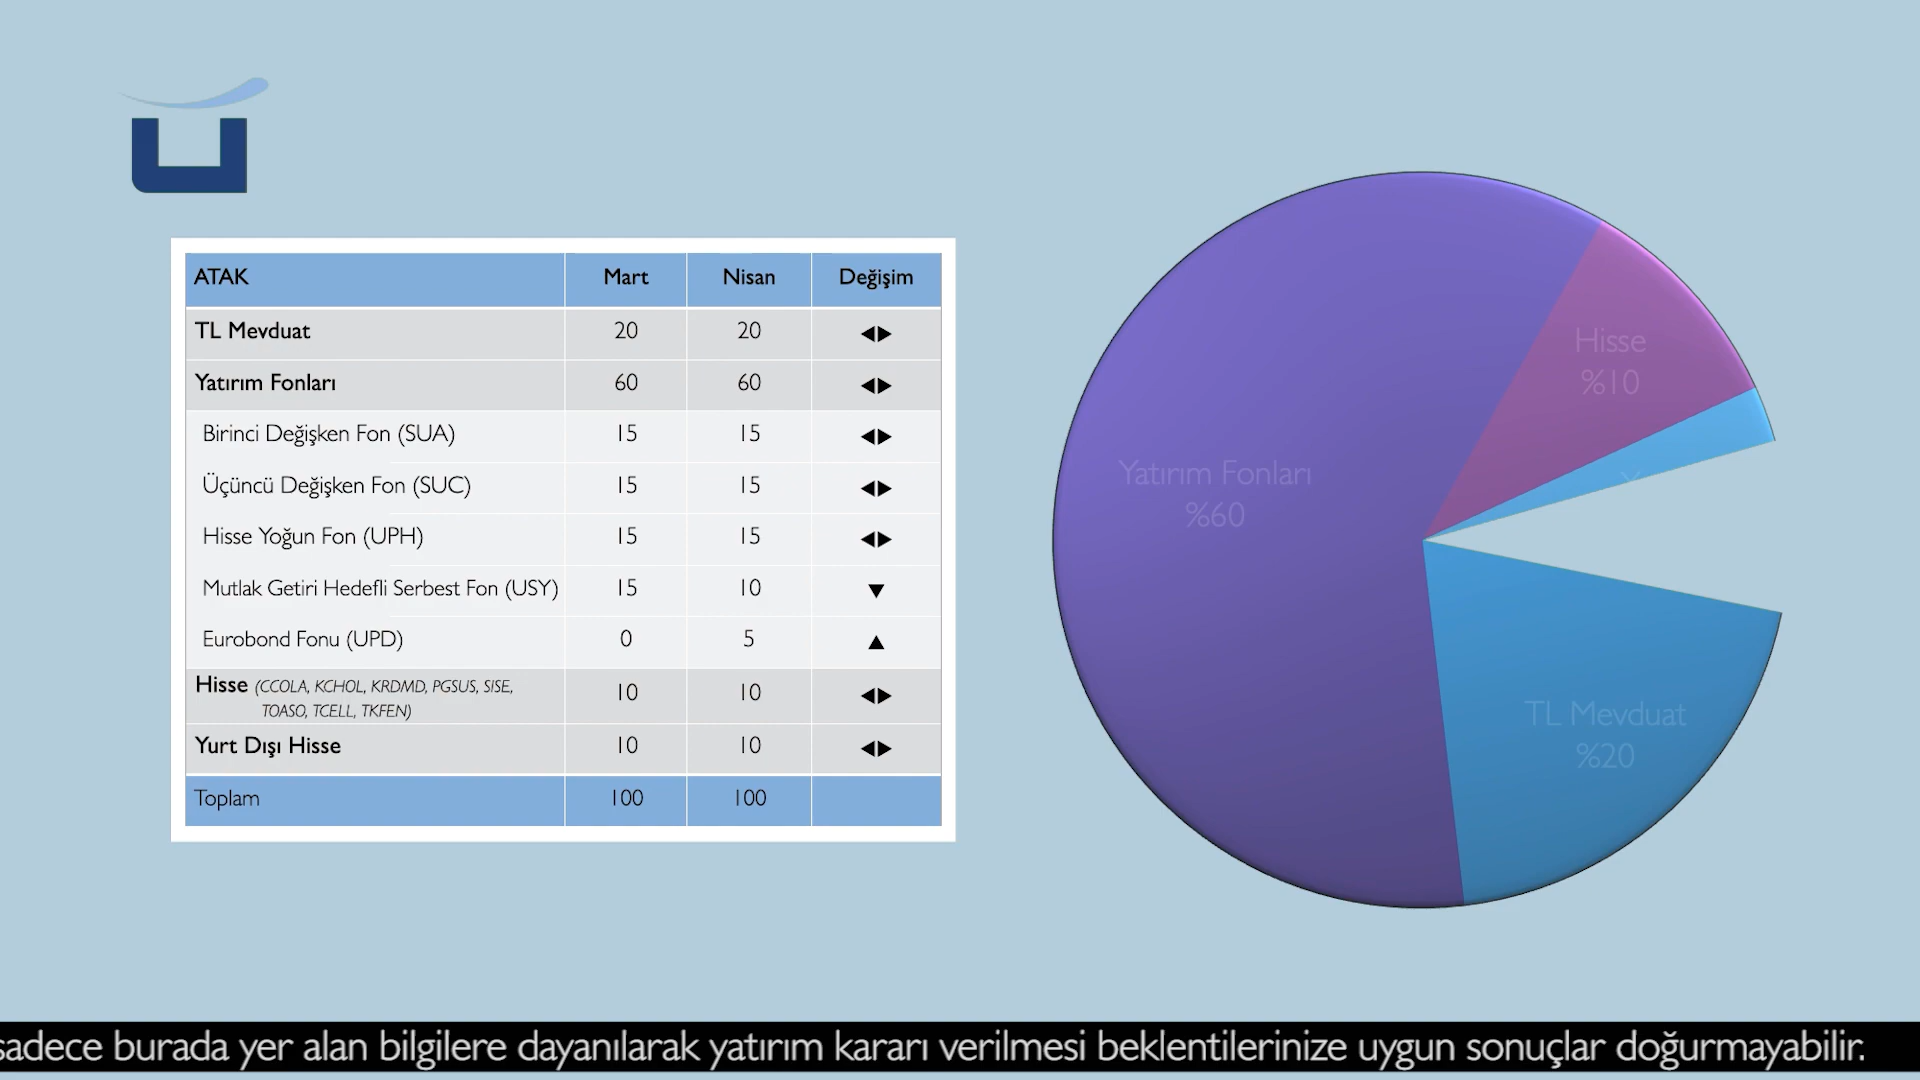 ATAK Mart Nisan Değişim
TL Mevduat 20 20 ◀▶
Yatırım Fonları 60 60 ◀▶
Birinci Değişken Fon (SUA) 15 15 ◀▶
Üçüncü Değişken Fon (SUC) 15 15 ◀▶
Hisse Yoğun Fon (UPH) 15 15 ◀▶
Mutlak Getiri Hedefli Serbest Fon (USY) 15 10 ▼
Eurobond Fonu (UPD) 0 5 ▲
Hisse (CCOLA, KCHOL, KRDMD, PGSUS, SISE, 10 10 ◀▶
TOASO, TCELL, TKFEN)
Yurt Dışı Hisse 10 10 ◀▶
Toplam 100 100
Hisse
%10
Yatırım Fonları
%60
TL Mevduat
%20
sadece burada yer alan bilgilere dayanılarak yatırım kararı verilmesi beklentilerinize uygun sonuçlar doğurmayabilir.